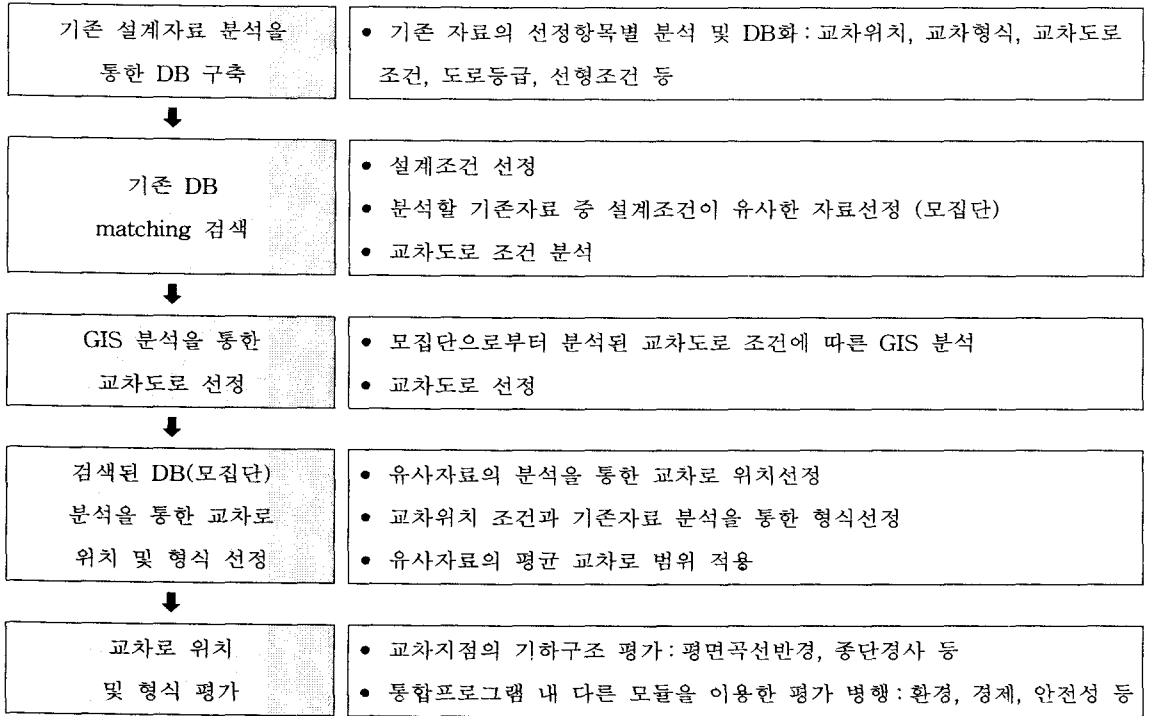 기존 설계자료 분석을
통한 DB 구축
• 기존 자료의 선정항목별 분석 및 DB화 : 교차위치, 교차형식, 교차도로
조건, 도로등급, 선형조건 등
기존 DB
matching 검색
• 설계조건 선정
• 분석할 기존자료 중 설계조건이 유사한 자료선정 (모집단)
• 교차도로 조건 분석
GIS 분석을 통한
교차도로 선정
• 모집단으로부터 분석된 교차도로 조건에 따른 GIS 분석
• 교차도로 선정
검색된 DB(모집단)
분석을 통한 교차로
위치 및 형식 선정
• 유사자료의 분석을 통한 교차로 위치선정
• 교차위치 조건과 기존자료 분석을 통한 형식선정
• 유사자료의 평균 교차로 범위 적용
교차로 위치
및 형식 평가
• 교차지점의 기하구조 평가 : 평면곡선반경, 종단경사 등
• 통합프로그램 내 다른 모듈을 이용한 평가 병행 : 환경, 경제, 안전성 등